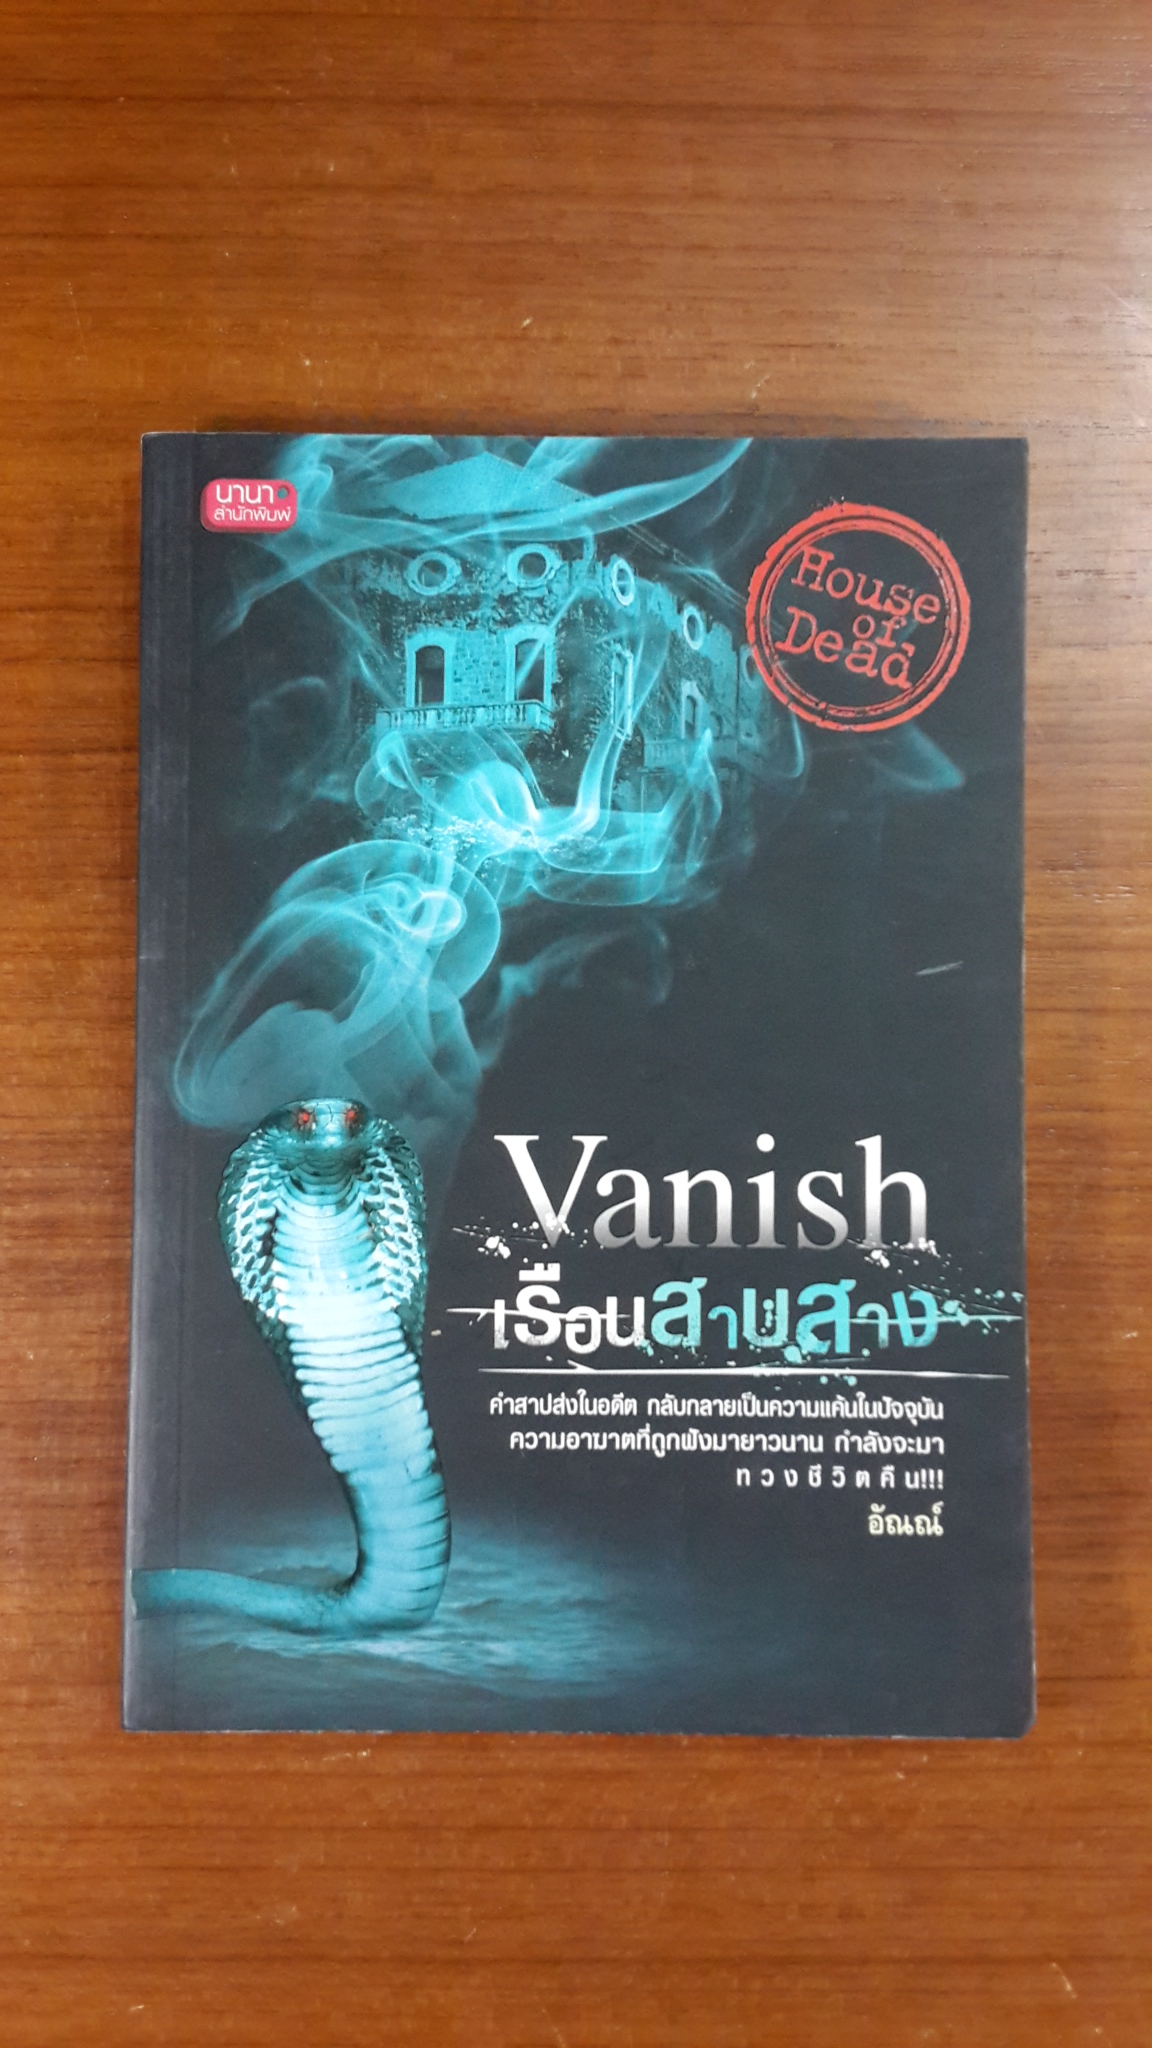 นานา
สำนักพิมพ์
House
of
Dead
Vanish
เรือนสาบสาง
คำสาปส่งในอดีต กลับกลายเป็นความแค้นในปัจจุบัน
ความอาฆาตที่ถูกฝังมายาวนาน กำลังจะมา
ท ว ง ชี วิ ต คื น!!!
อัณณ์